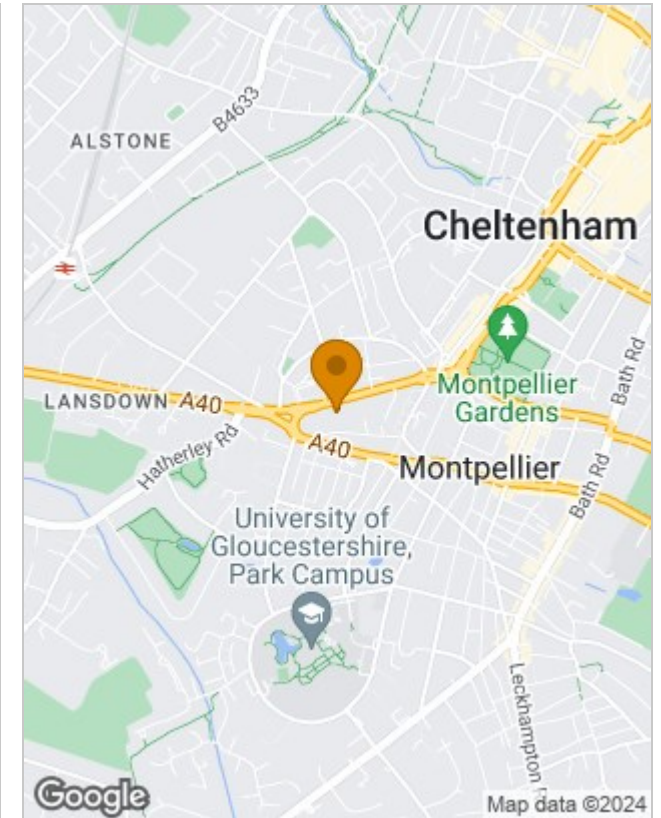 B4633
ALSTONE
Cheltenham
Montpellier
Gardens
Bath Rd
LANSDOWN
A40
Hatherley Rd
A40
Montpellier
Bath Rd
University of
Gloucestershire,
Park Campus
Leckhampton
Google
Map data ©2024